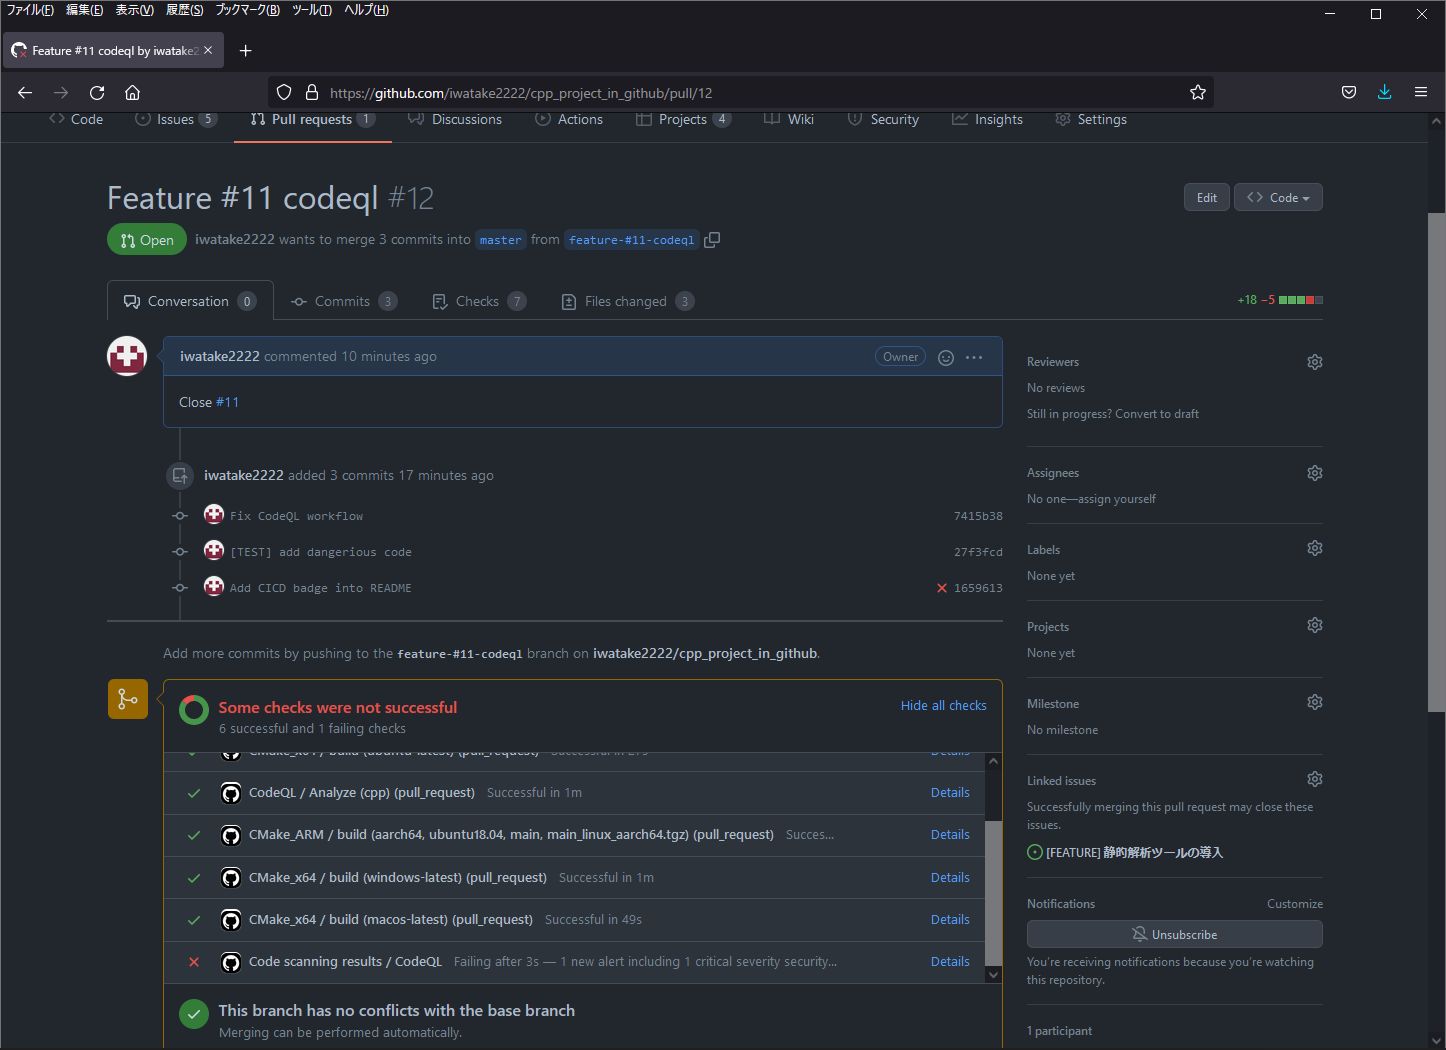 ファイル(F) 編集(E) 表示(V) 履歴(S) ブックマーク(B) ツール(T) ヘルプ(H)
Feature #11 codeql by iwatake2
https://github.com/iwatake2222/cpp_project_in_github/pull/12
Code Issues 5 Pull requests 1 Discussions Actions Projects 4 Wiki Security Insights Settings
Feature #11 codeql #12
Edit Code
Open iwatake2222 wants to merge 3 commits into master from feature-#11-codeql
Conversation 0 Commits 3 Checks 7 Files changed 3 +18 −5
iwatake2222 commented 10 minutes ago Owner
Close #11
iwatake2222 added 3 commits 17 minutes ago
Fix CodeQL workflow 7415b38
[TEST] add dangerious code 27f3fcd
Add CICD badge into README 1659613
Add more commits by pushing to the feature-#11-codeql branch on iwatake2222/cpp_project_in_github.
Some checks were not successful Hide all checks
6 successful and 1 failing checks
CMake_x64 / build (ubuntu-latest) (pull_request) Successful in 21s Details
CodeQL / Analyze (cpp) (pull_request) Successful in 1m Details
CMake_ARM / build (aarch64, ubuntu18.04, main, main_linux_aarch64.tgz) (pull_request) Succes... Details
CMake_x64 / build (windows-latest) (pull_request) Successful in 1m Details
CMake_x64 / build (macos-latest) (pull_request) Successful in 49s Details
Code scanning results / CodeQL Failing after 3s — 1 new alert including 1 critical severity security... Details
This branch has no conflicts with the base branch
Merging can be performed automatically.
Reviewers
No reviews
Still in progress? Convert to draft
Assignees
No one—assign yourself
Labels
None yet
Projects
None yet
Milestone
No milestone
Linked issues
Successfully merging this pull request may close these
issues.
[FEATURE] 静的解析ツールの導入
Notifications Customize
Unsubscribe
You're receiving notifications because you're watching
this repository.
1 participant